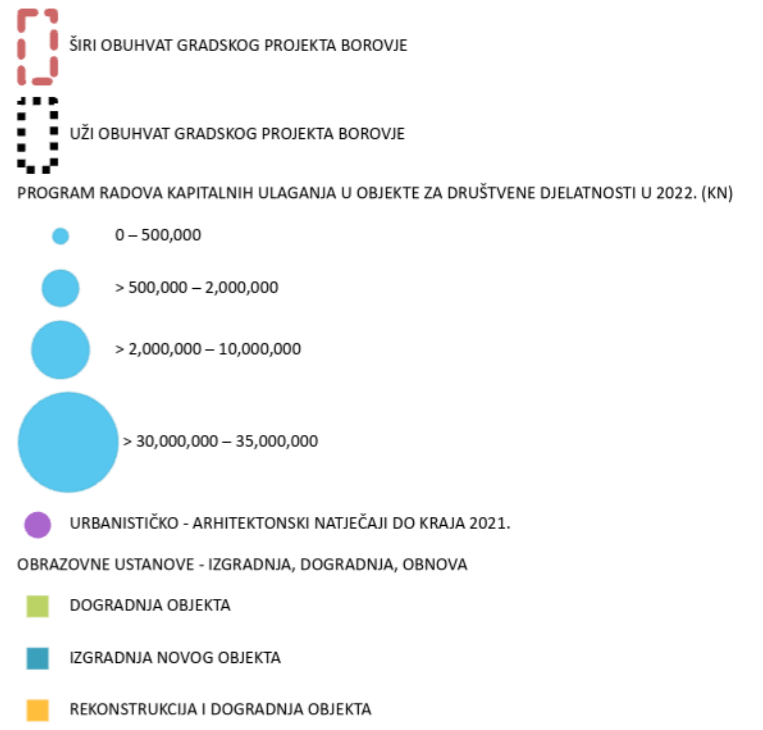 ŠIRI OBUHVAT GRADSKOG PROJEKTA BOROVJE
UŽI OBUHVAT GRADSKOG PROJEKTA BOROVJE
PROGRAM RADOVA KAPITALNIH ULAGANJA U OBJEKTE ZA DRUŠTVENE DJELATNOSTI U 2022. (KN)
0 – 500,000
> 500,000 – 2,000,000
> 2,000,000 – 10,000,000
> 30,000,000 – 35,000,000
URBANISTIČKO - ARHITEKTONSKI NATJEČAJI DO KRAJA 2021.
OBRAZOVNE USTANOVE - IZGRADNJA, DOGRADNJA, OBNOVA
DOGRADNJA OBJEKTA
IZGRADNJA NOVOG OBJEKTA
REKONSTRUKCIJA I DOGRADNJA OBJEKTA